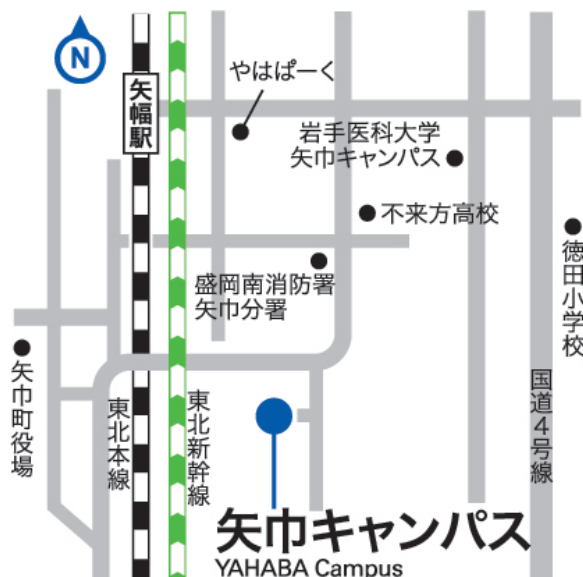 N
やはぱーく
矢幅駅
岩手医科大学
矢巾キャンパス
不来方高校
徳田小学校
盛岡南消防署
矢巾分署
矢巾町役場
東北本線
東北新幹線
国道4号線
矢巾キャンパス
YAHABA Campus